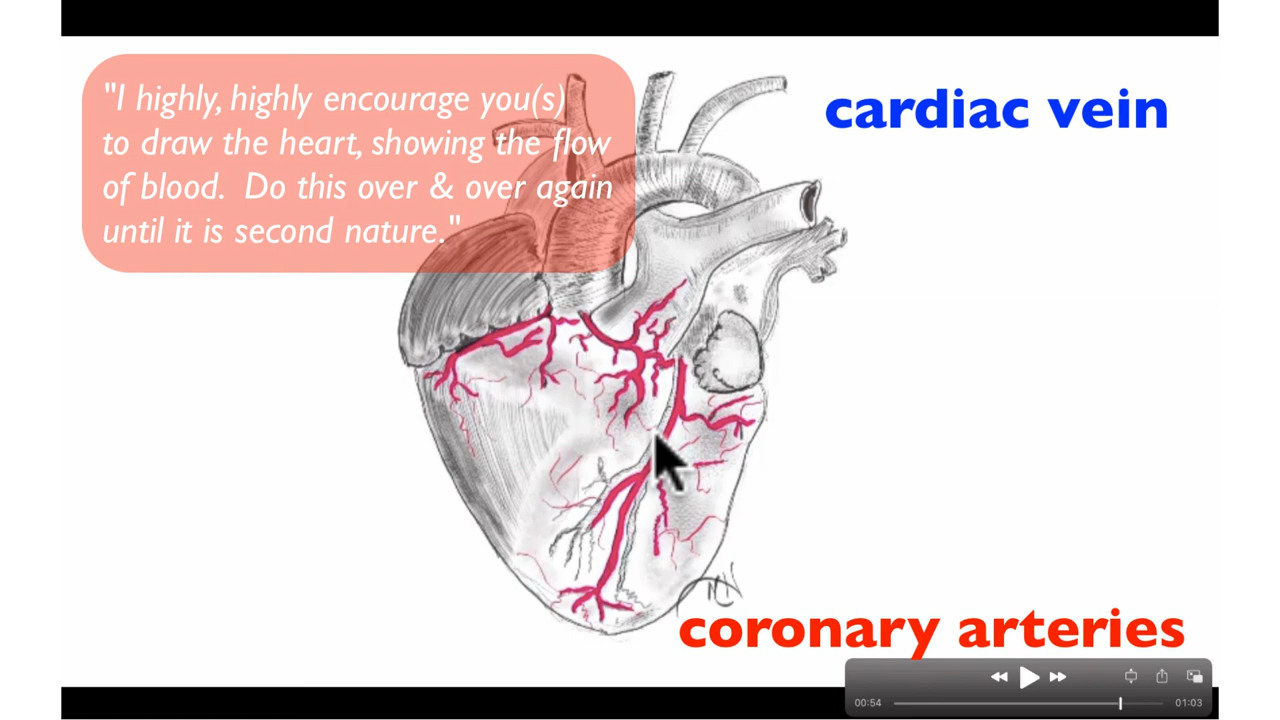 "I highly, highly encourage you(s)
to draw the heart, showing the flow
of blood.  Do this over & over again
until it is second nature."
cardiac vein
coronary arteries
00:54
01:03